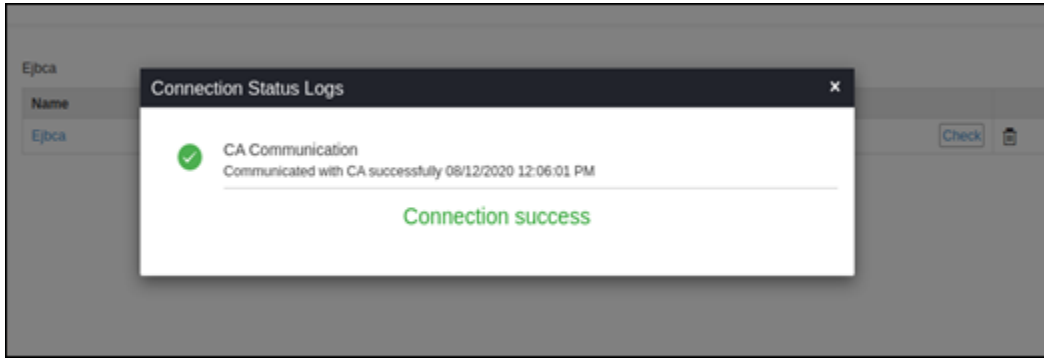 Ejbca
Connection Status Logs x
Name
Ejbca
Check
CA Communication
Communicated with CA successfully 08/12/2020 12:06:01 PM
Connection success